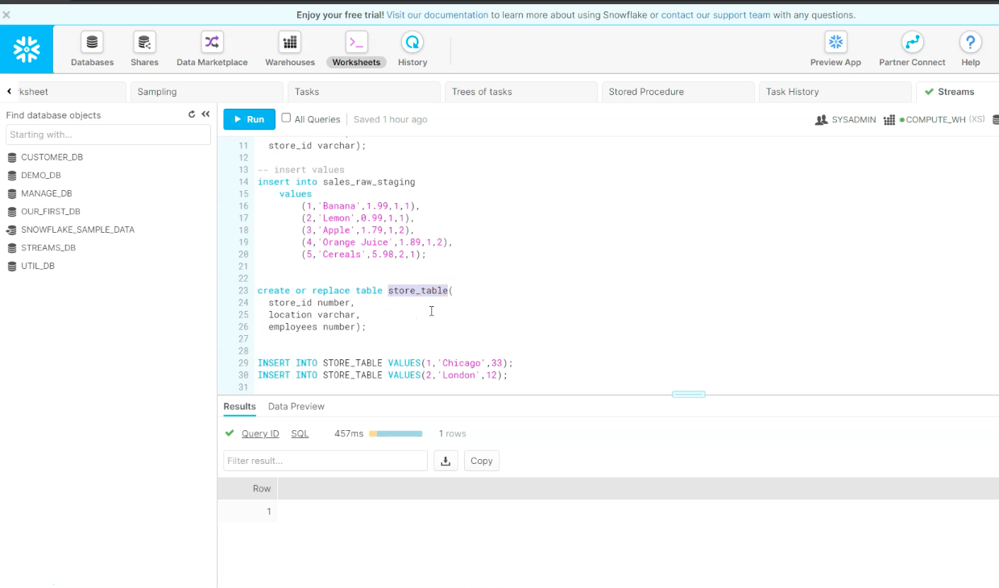 Enjoy your free trial! Visit our documentation to learn more about using Snowflake or contact our support team with any questions.
Databases Shares Data Marketplace Warehouses Worksheets History Preview App Partner Connect Help
ksheet Sampling Tasks Trees of tasks Stored Procedure Task History Streams
Find database objects
Starting with...
CUSTOMER_DB
DEMO_DB
MANAGE_DB
OUR_FIRST_DB
SNOWFLAKE_SAMPLE_DATA
STREAMS_DB
UTIL_DB
Run All Queries Saved 1 hour ago SYSADMIN COMPUTE_WH (XS)
11 store_id varchar);
12
13 -- insert values
14 insert into sales_raw_staging
15 values
16 (1,'Banana',1.99,1,1),
17 (2,'Lemon',0.99,1,1),
18 (3,'Apple',1.79,1,2),
19 (4,'Orange Juice',1.89,1,2),
20 (5,'Cereals',5.98,2,1);
21
22
23 create or replace table store_table(
24 store_id number,
25 location varchar,
26 employees number);
27
28
29 INSERT INTO STORE_TABLE VALUES(1,'Chicago',33);
30 INSERT INTO STORE_TABLE VALUES(2,'London',12);
31
Results Data Preview
Query ID SQL 457ms 1 rows
Filter result... Copy
Row
1